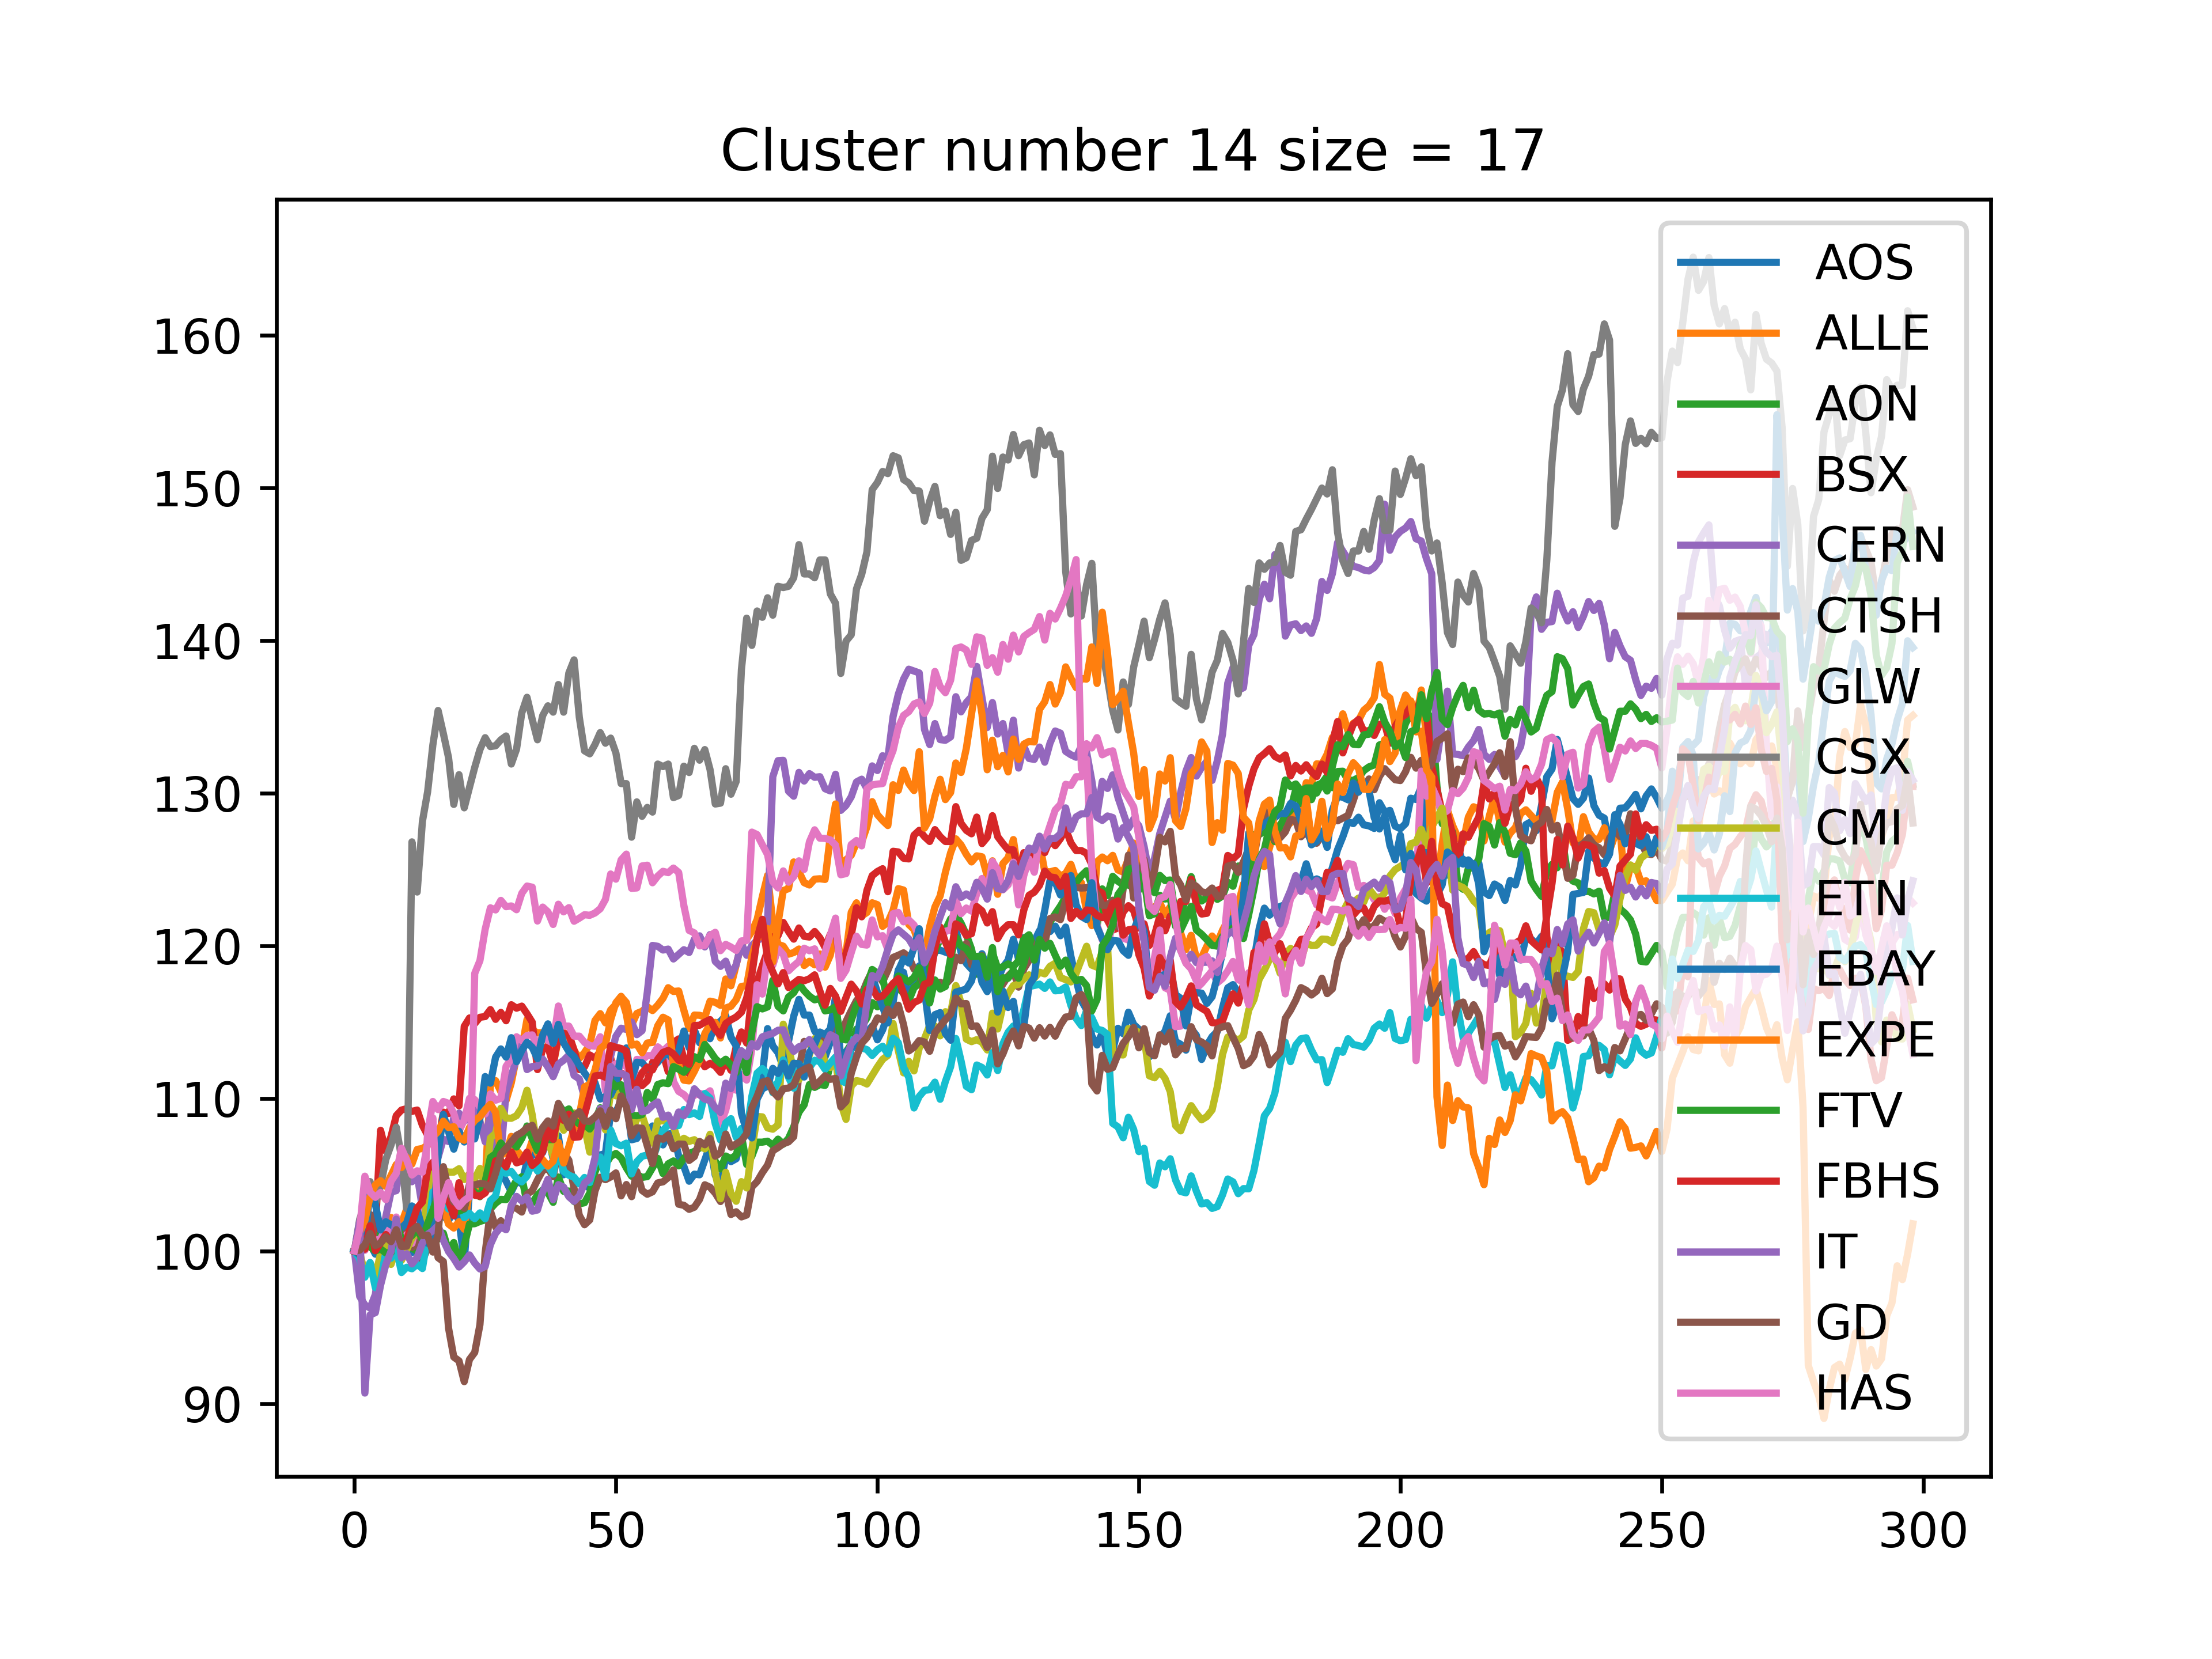 Cluster number 14 size = 17
160
150
140
130
120
110
100
90
0 50 100 150 200 250 300
AOS
ALLE
AON
BSX
CERN
CTSH
GLW
CSX
CMI
ETN
EBAY
EXPE
FTV
FBHS
IT
GD
HAS